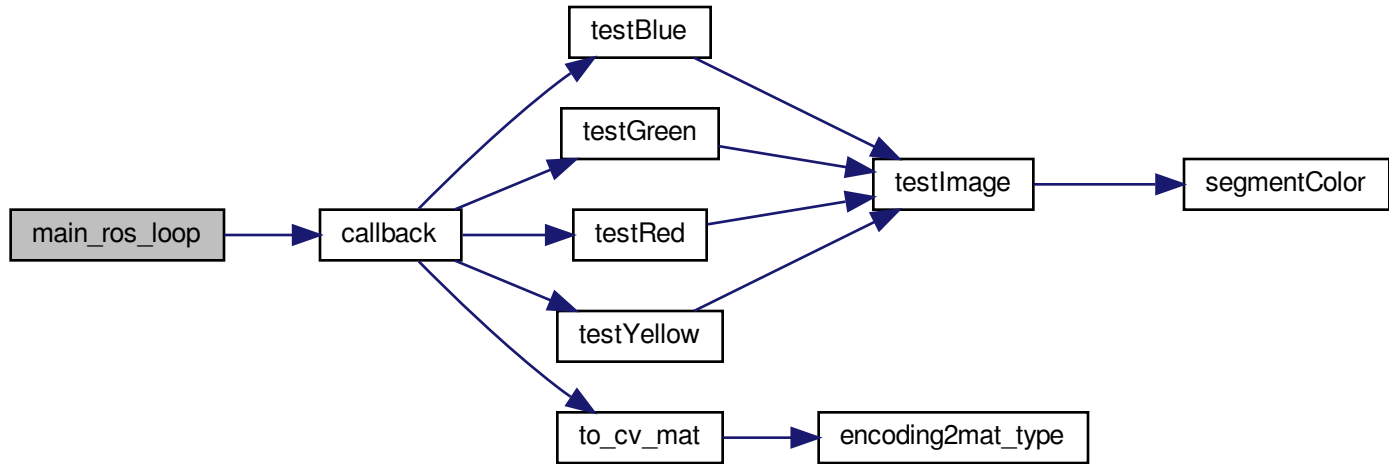 main_ros_loop
callback
testBlue
testGreen
testRed
testYellow
to_cv_mat
testImage
encoding2mat_type
segmentColor